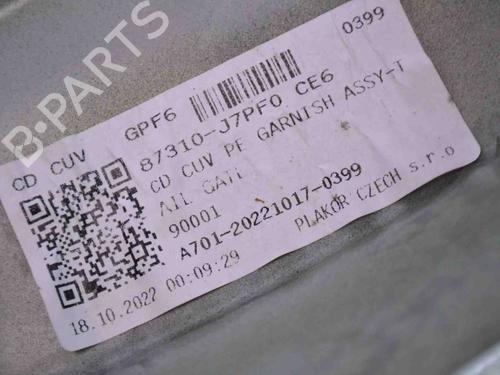 B-PARTS
0399
GPF6
87310-J7PF0 CE6
CD CUV
CD CUV PE GARNISH ASSY-T
AIL GATE
90001
A701-20221017-0399
PLAKOR CZECH s.r.o
18.10.2022 00:09:29